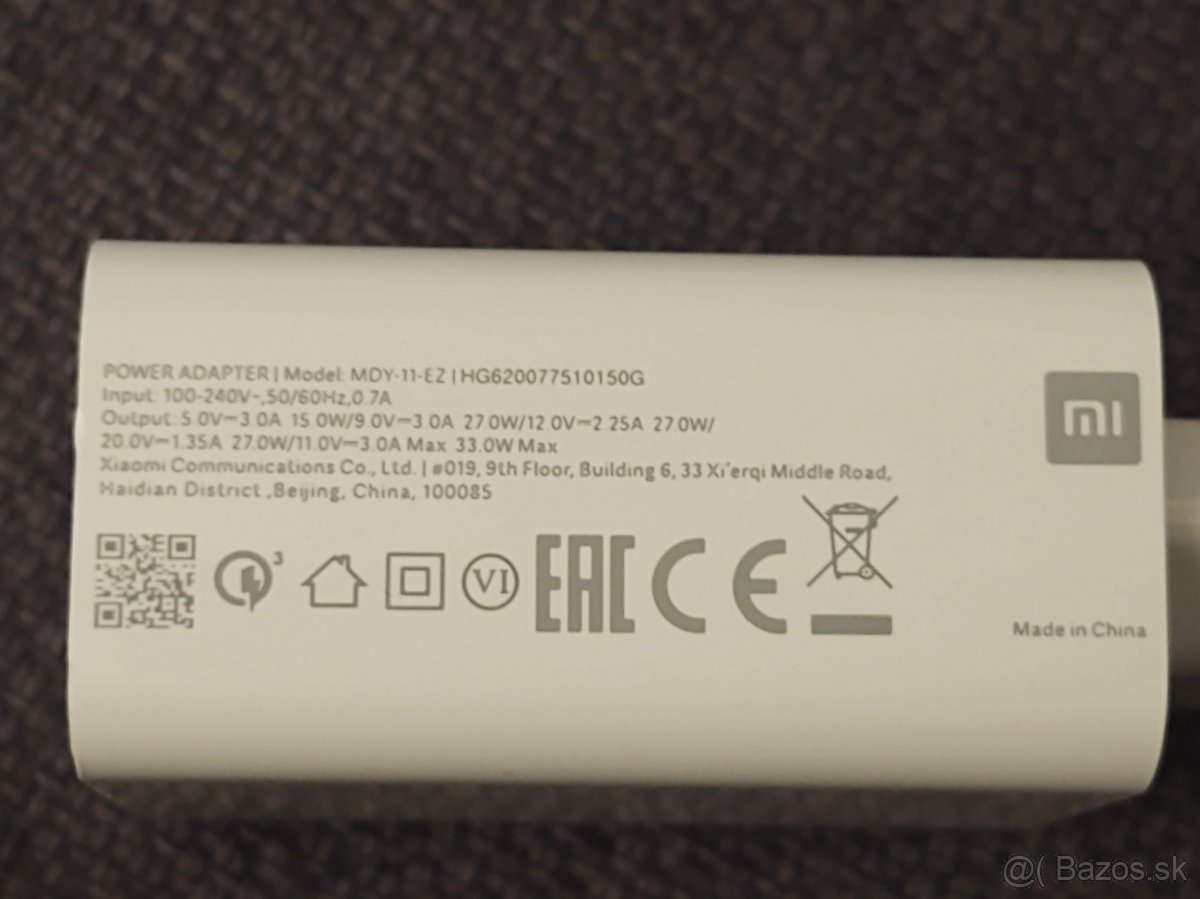 POWER ADAPTER | Model: MDY-11-EZ | HG620077510150G
Input: 100-240V~,50/60Hz,0.7A
Output: 5.0V⎓3.0A 15.0W/9.0V⎓3.0A 27.0W/12.0V⎓2.25A 27.0W/
20.0V⎓1.35A 27.0W/11.0V⎓3.0A Max 33.0W Max
Xiaomi Communications Co., Ltd. | #019, 9th Floor, Building 6, 33 Xi'erqi Middle Road,
Haidian District ,Beijing, China, 100085
mi
3
VI
EAC
CE
Made in China
@( Bazos.sk